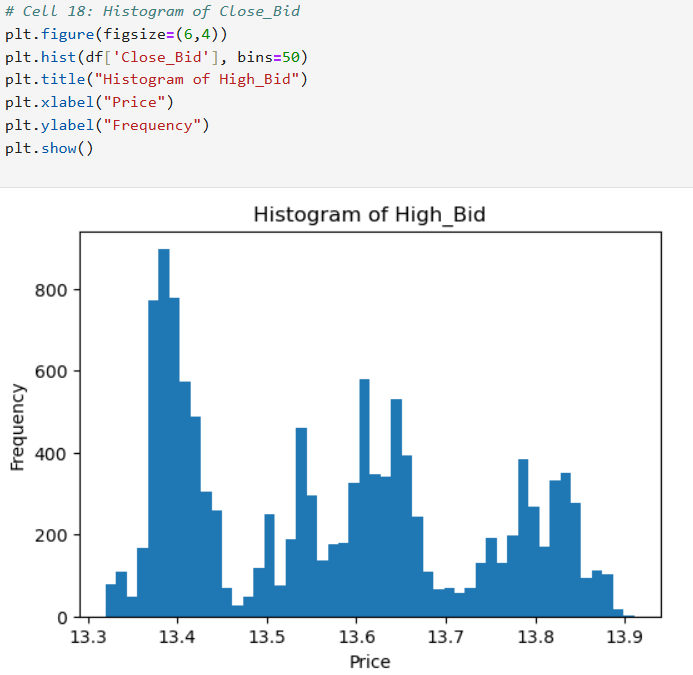 # Cell 18: Histogram of Close_Bid
plt.figure(figsize=(6,4))
plt.hist(df['Close_Bid'], bins=50)
plt.title("Histogram of High_Bid")
plt.xlabel("Price")
plt.ylabel("Frequency")
plt.show()
Histogram of High_Bid
Frequency
800
600
400
200
0
13.3 13.4 13.5 13.6 13.7 13.8 13.9
Price